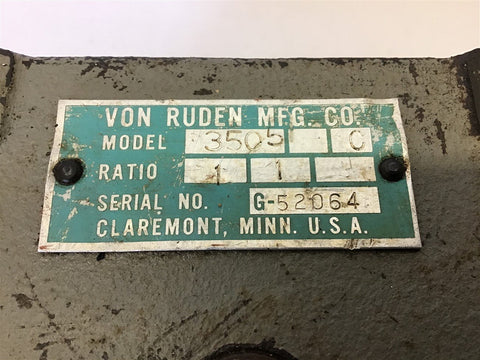 VON RUDEN MFG. CO.
MODEL 3505 C
RATIO 1 1
SERIAL NO. G-52064
CLAREMONT, MINN. U.S.A.